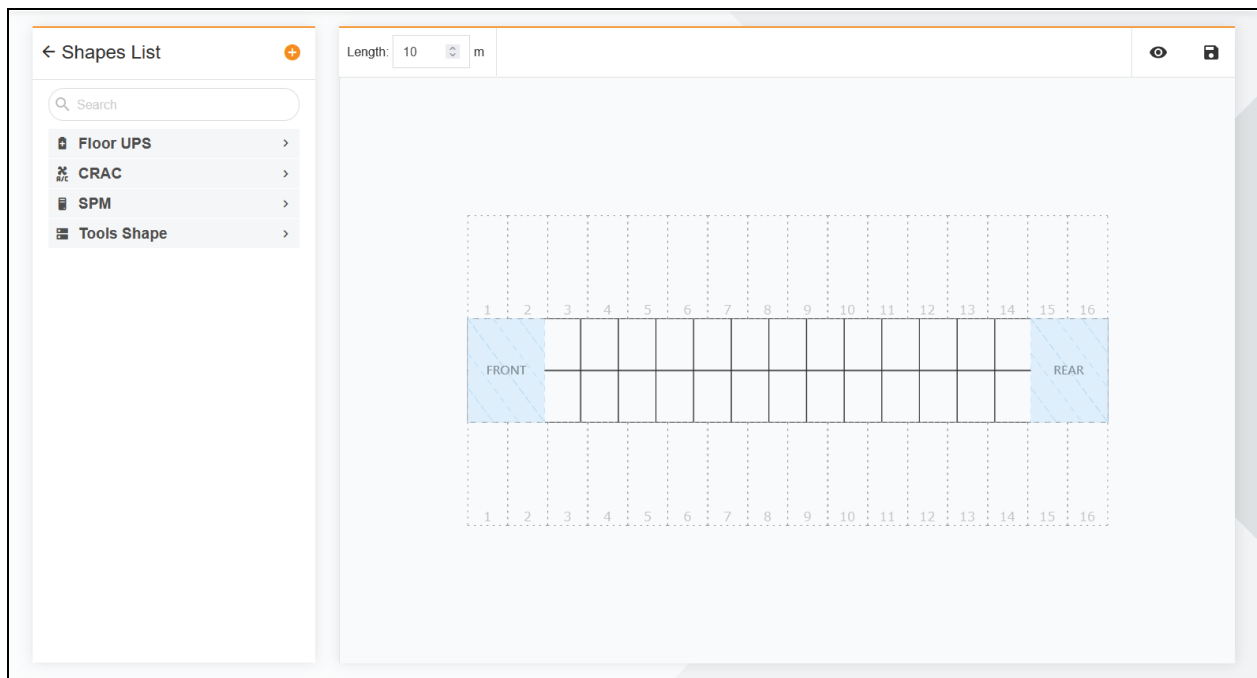 Shapes List
Length: 10 m
Search
Floor UPS
A/C CRAC
SPM
Tools Shape
1 2 3 4 5 6 7 8 9 10 11 12 13 14 15 16
FRONT REAR
1 2 3 4 5 6 7 8 9 10 11 12 13 14 15 16